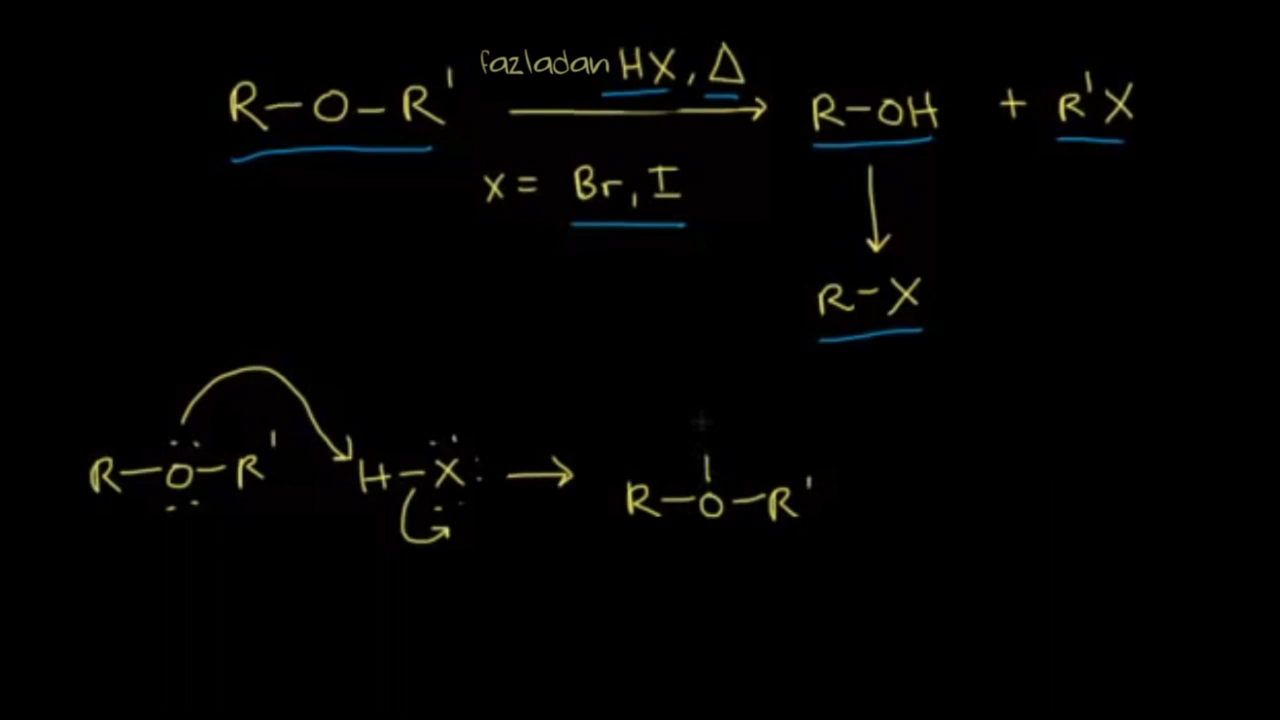 R-O-R' fazladan HX, Δ R-OH + R'X
X = Br, I
R-X
R-O-R' H-X → R-O-R'